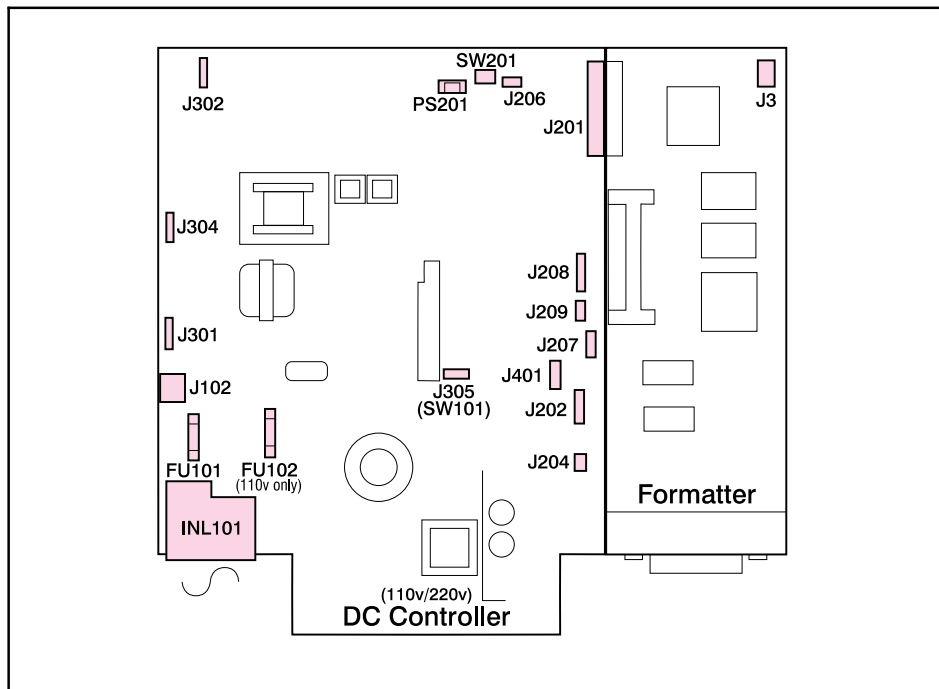 SW201
J302
PS201
J206
J3
J201
J304
J208
J209
J301
J207
J401
J102
J305
(SW101)
J202
FU101
FU102
(110v only)
J204
Formatter
INL101
(110v/220v)
DC Controller